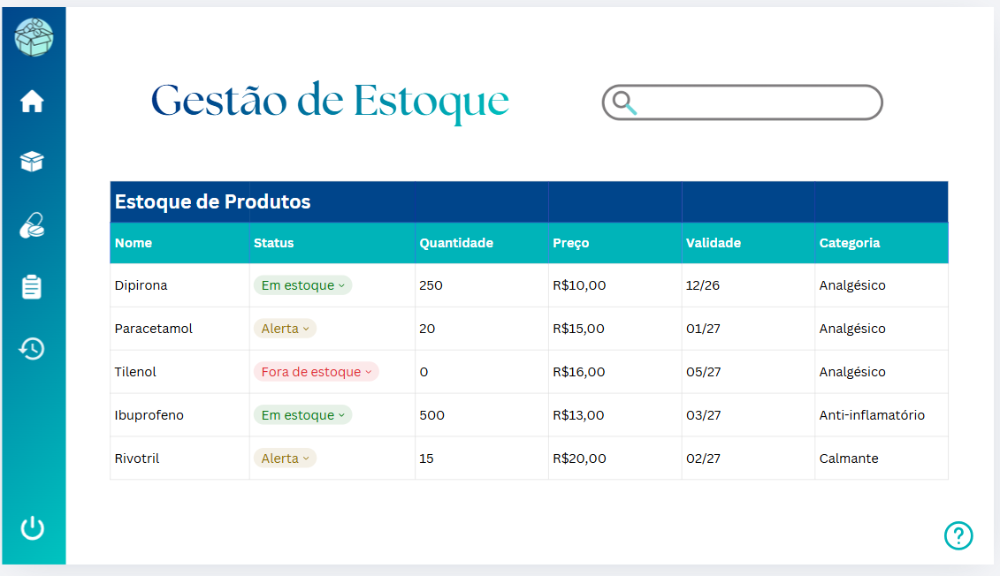 Gestão de Estoque
Estoque de Produtos
Nome Status Quantidade Preço Validade Categoria
Dipirona Em estoque 250 R$10,00 12/26 Analgésico
Paracetamol Alerta 20 R$15,00 01/27 Analgésico
Tilenol Fora de estoque 0 R$16,00 05/27 Analgésico
Ibuprofeno Em estoque 500 R$13,00 03/27 Anti-inflamatório
Rivotril Alerta 15 R$20,00 02/27 Calmante
?